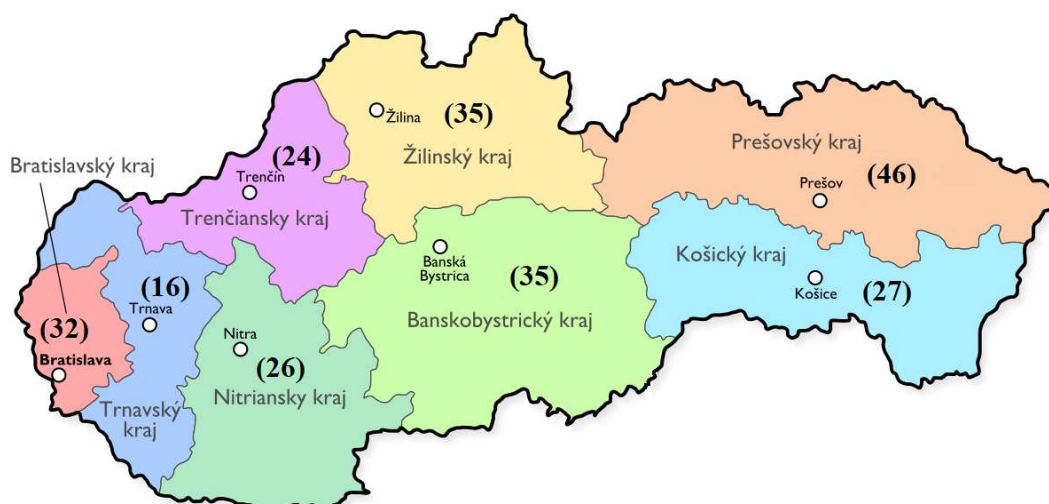 Žilina
(35)
Žilinský kraj
Prešovský kraj
(46)
Prešov
Bratislavský kraj
(24)
Trenčín
Trenčiansky kraj
Košický kraj
Košice
(27)
Banská
Bystrica
(35)
Banskobystrický kraj
(16)
Trnava
(32)
Bratislava
Nitra
(26)
Nitriansky kraj
Trnavský
kraj